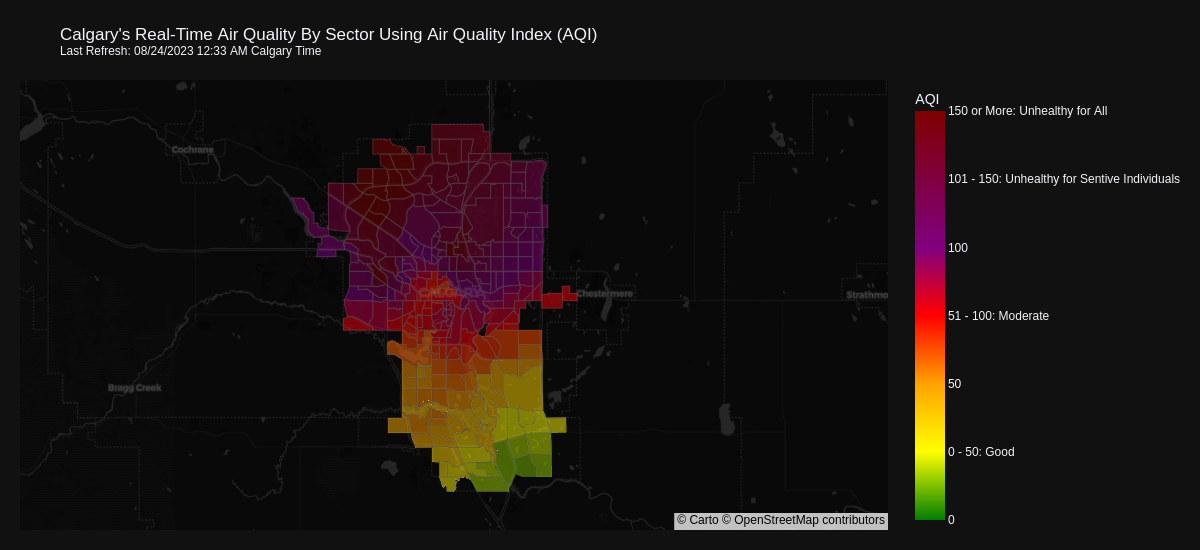 Calgary's Real-Time Air Quality By Sector Using Air Quality Index (AQI)
Last Refresh: 08/24/2023 12:33 AM Calgary Time
AQI
150 or More: Unhealthy for All
Cochrane
101 - 150: Unhealthy for Sentive Individuals
100
CALGARY
Chestermere
Strathmo
51 - 100: Moderate
Bragg Creek
50
0 - 50: Good
0
© Carto © OpenStreetMap contributors